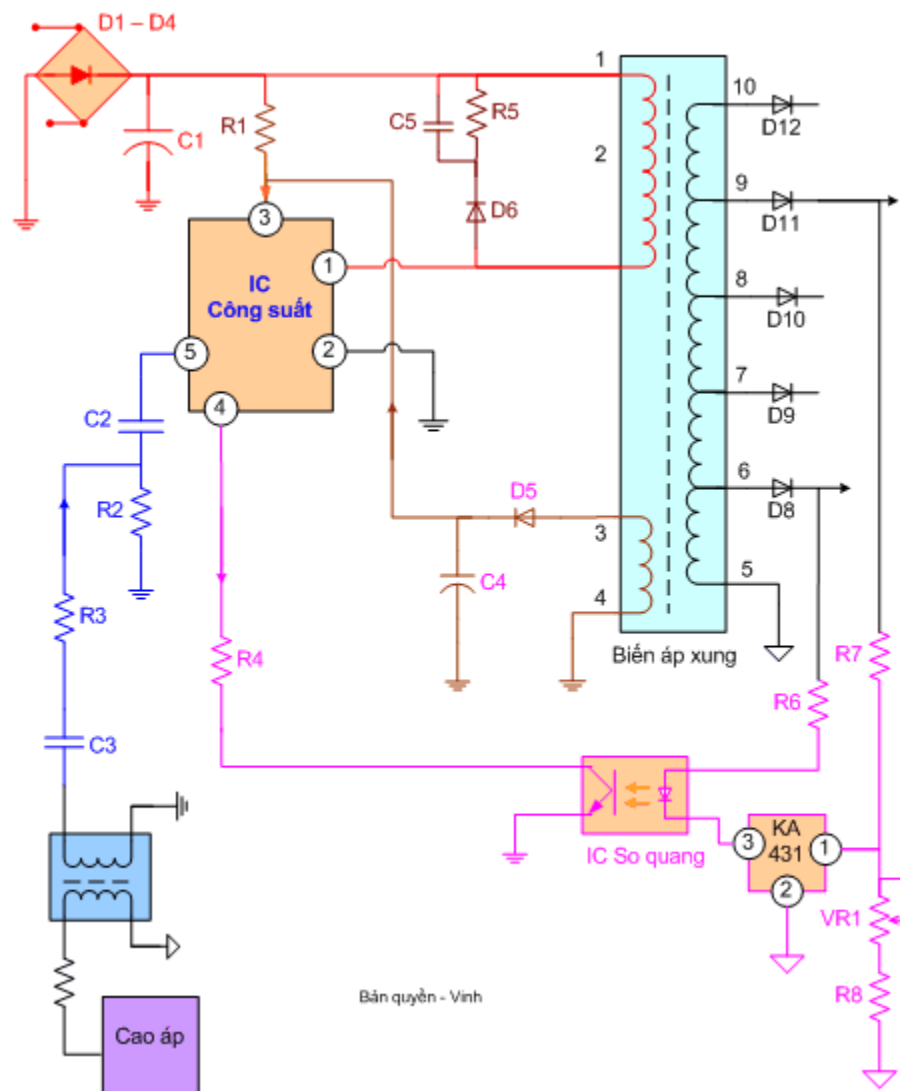 D1 – D4
C1
R1
C5
R5
D6
1
2
10
D12
9
D11
8
D10
7
D9
6
D8
5
3
1
IC
Công suất
5
2
4
C2
R2
R3
C3
D5
C4
3
4
Biến áp xung
R4
R7
R6
IC So quang
3
KA
431
1
2
VR1
R8
Bản quyền - Vinh
Cao áp